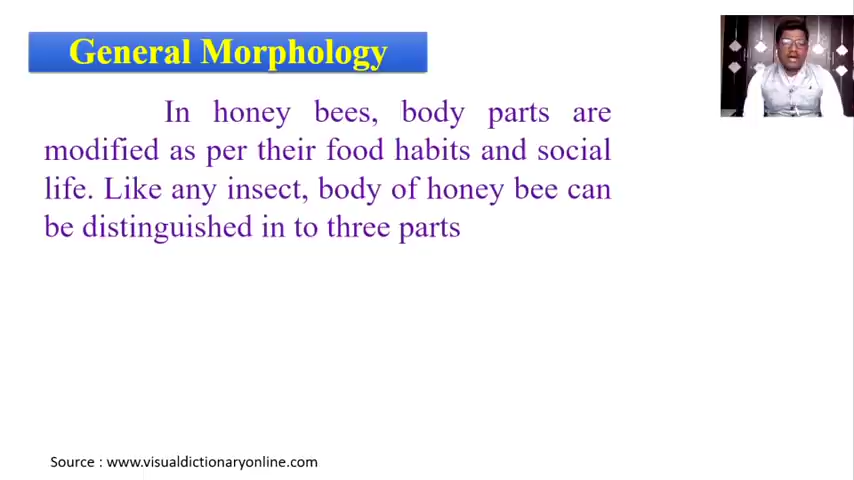 General Morphology
In honey bees, body parts are
modified as per their food habits and social
life. Like any insect, body of honey bee can
be distinguished in to three parts
Source : www.visualdictionaryonline.com